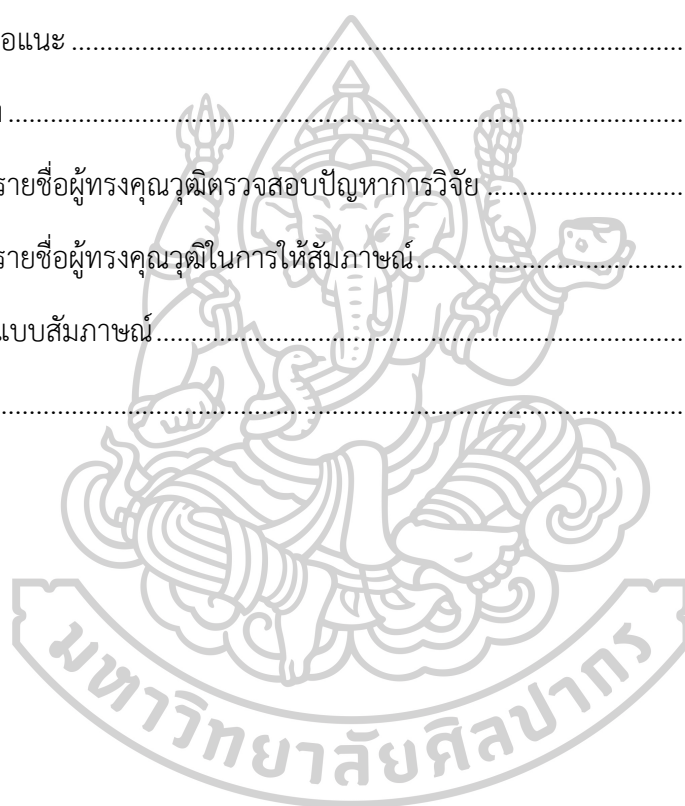 อแนะ ........................................................................................
.................................................................................................
รายชื่อผู้ทรงคุณวุฒิตรวจสอบปัญหาการวิจัย ............................
รายชื่อผู้ทรงคุณวุฒิในการให้สัมภาษณ์......................................
แบบสัมภาษณ์...........................................................................
.................................................................................................
มหาวิทยาลัยศิลปากร